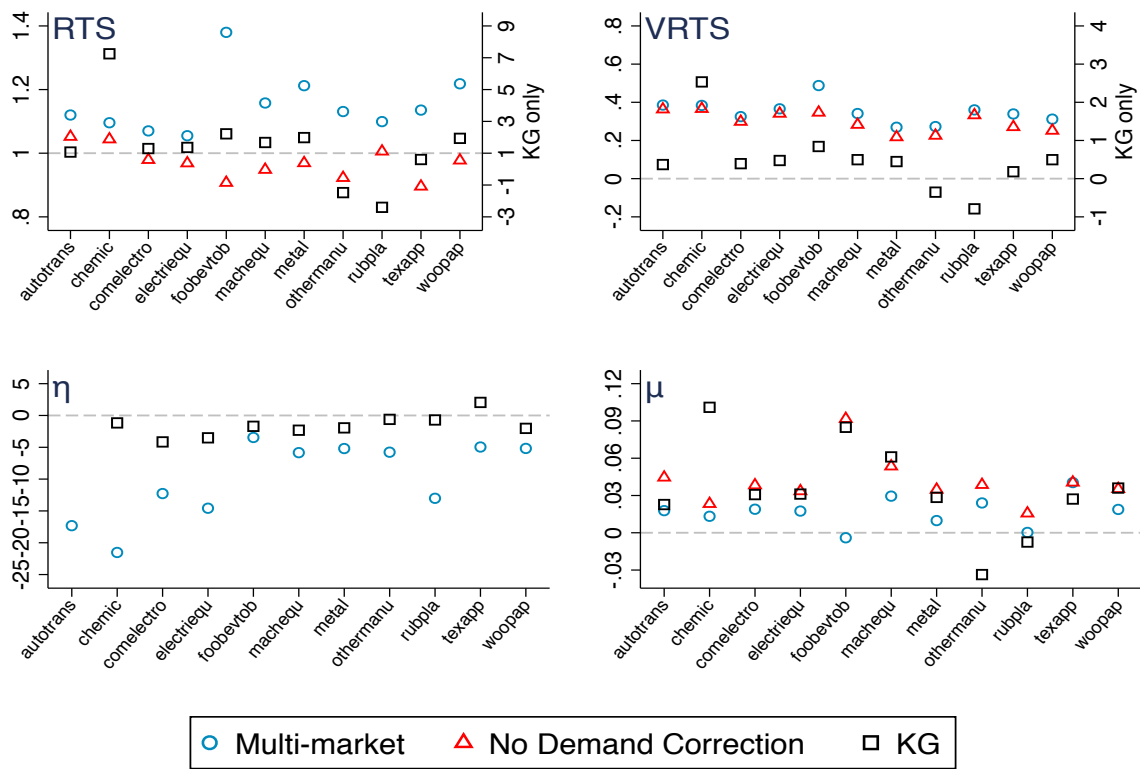 RTS
1.4
1.2
1
.8
9
7
5
3
1
-1
-3
KG only
autotrans
chemic
comelectro
electriequ
foobevtob
machequ
metal
othermanu
rubpla
texapp
woopap
VRTS
.8
.6
.4
.2
0
-.2
4
3
2
1
0
-1
KG only
autotrans
chemic
comelectro
electriequ
foobevtob
machequ
metal
othermanu
rubpla
texapp
woopap
η
5
0
-5
-10
-15
-20
-25
autotrans
chemic
comelectro
electriequ
foobevtob
machequ
metal
othermanu
rubpla
texapp
woopap
μ
.12
.09
.06
.03
0
-.03
autotrans
chemic
comelectro
electriequ
foobevtob
machequ
metal
othermanu
rubpla
texapp
woopap
Multi-market No Demand Correction KG